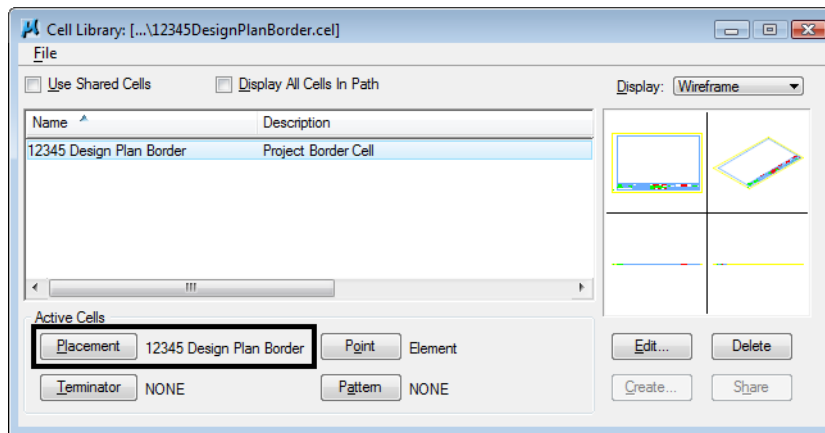 Cell Library: [...\12345DesignPlanBorder.cel]
File
Use Shared Cells Display All Cells In Path Display: Wireframe
Name Description
12345 Design Plan Border Project Border Cell
Active Cells
Placement 12345 Design Plan Border Point Element Edit... Delete
Terminator NONE Pattern NONE Create... Share